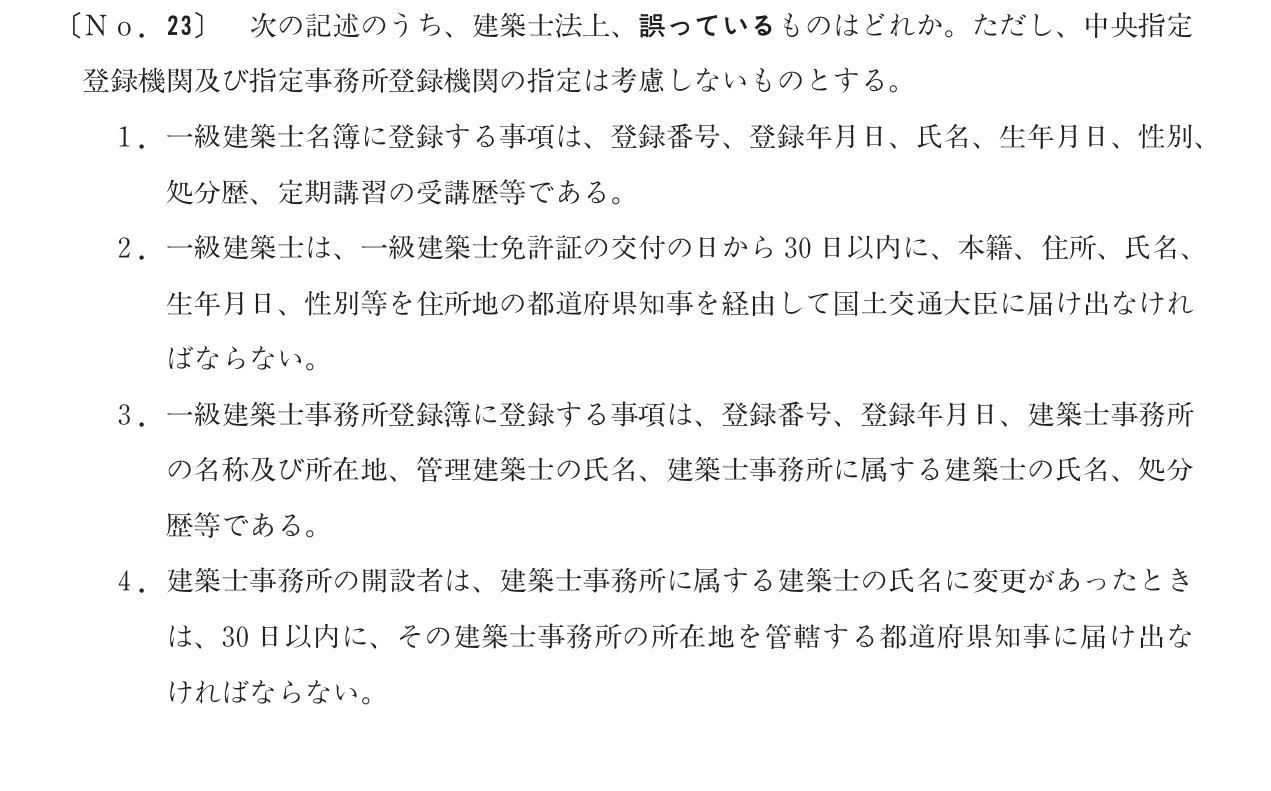 〔Ｎｏ．23〕　次の記述のうち、建築士法上、誤っているものはどれか。ただし、中央指定
登録機関及び指定事務所登録機関の指定は考慮しないものとする。
１．一級建築士名簿に登録する事項は、登録番号、登録年月日、氏名、生年月日、性別、
処分歴、定期講習の受講歴等である。
２．一級建築士は、一級建築士免許証の交付の日から 30 日以内に、本籍、住所、氏名、
生年月日、性別等を住所地の都道府県知事を経由して国土交通大臣に届け出なけれ
ばならない。
３．一級建築士事務所登録簿に登録する事項は、登録番号、登録年月日、建築士事務所
の名称及び所在地、管理建築士の氏名、建築士事務所に属する建築士の氏名、処分
歴等である。
４．建築士事務所の開設者は、建築士事務所に属する建築士の氏名に変更があったとき
は、30 日以内に、その建築士事務所の所在地を管轄する都道府県知事に届け出な
ければならない。